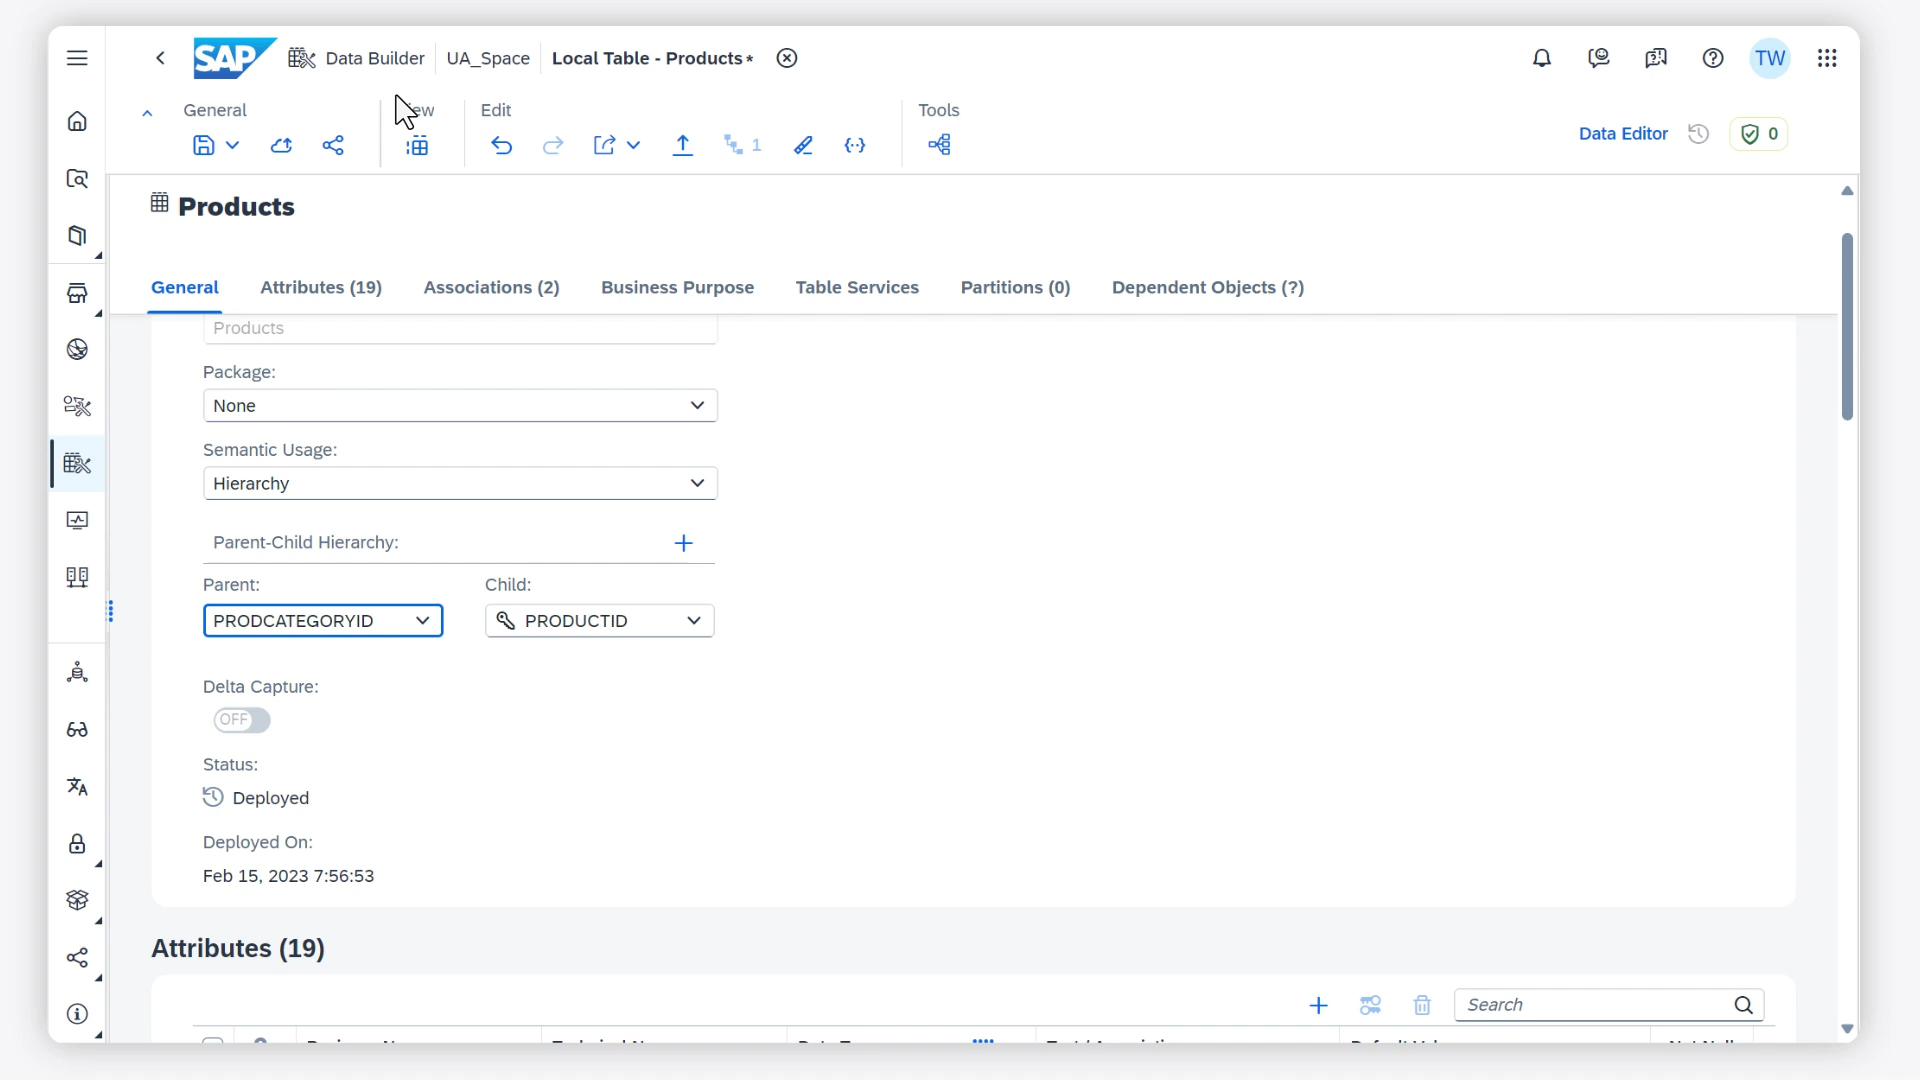 SAP Data Builder UA_Space Local Table - Products* TW
General Edit Tools
1 Data Editor 0
Products
General Attributes (19) Associations (2) Business Purpose Table Services Partitions (0) Dependent Objects (?)
Products
Package:
None
Semantic Usage:
Hierarchy
Parent-Child Hierarchy:
Parent: Child:
PRODCATEGORYID PRODUCTID
Delta Capture:
OFF
Status:
Deployed
Deployed On:
Feb 15, 2023 7:56:53
Attributes (19)
Search